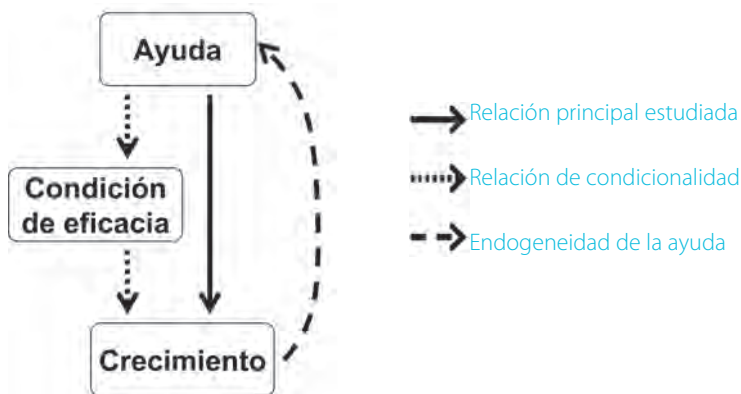 Ayuda
Condición
de eficacia
Crecimiento
Relación principal estudiada
Relación de condicionalidad
Endogeneidad de la ayuda